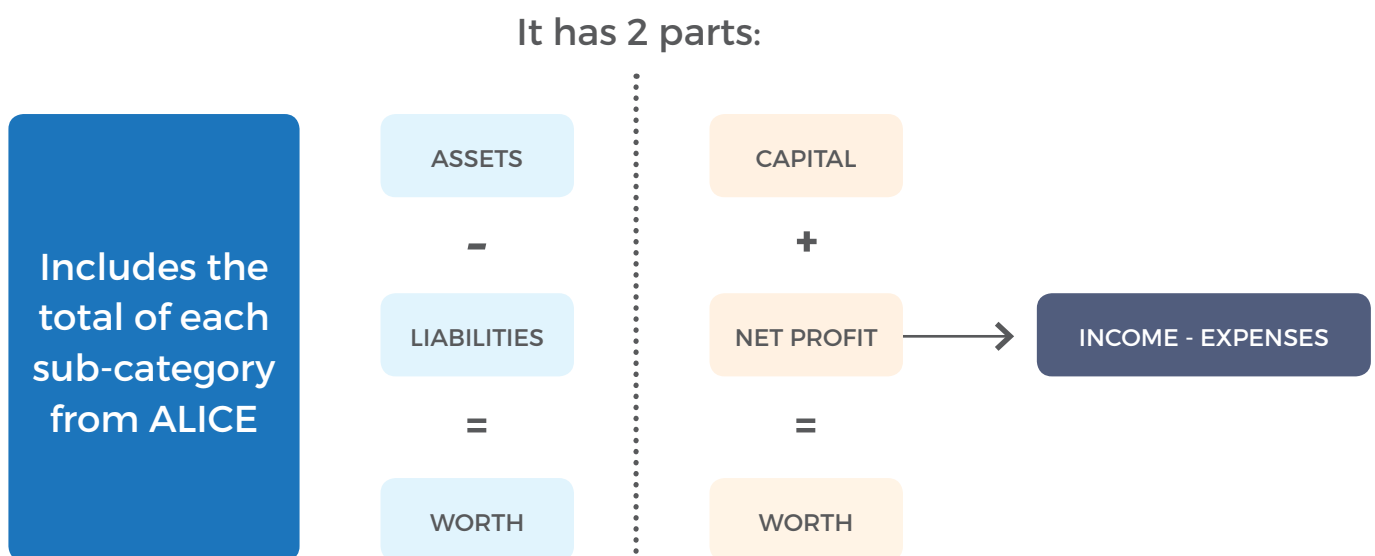 It has 2 parts:
Includes the
total of each
sub-category
from ALICE
ASSETS
-
LIABILITIES
=
WORTH
CAPITAL
+
NET PROFIT
=
WORTH
INCOME - EXPENSES